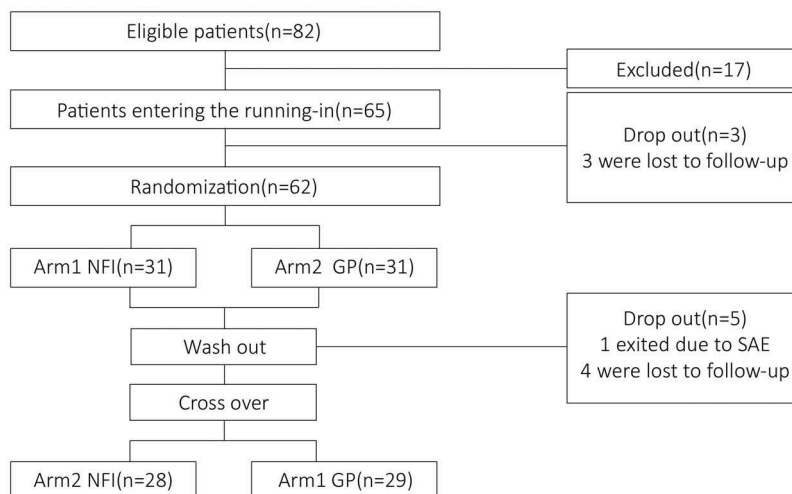 Eligible patients(n=82)
Excluded(n=17)
Patients entering the running-in(n=65)
Drop out(n=3)
3 were lost to follow-up
Randomization(n=62)
Arm1 NFI(n=31)
Arm2 GP(n=31)
Drop out(n=5)
1 exited due to SAE
4 were lost to follow-up
Wash out
Cross over
Arm2 NFI(n=28)
Arm1 GP(n=29)